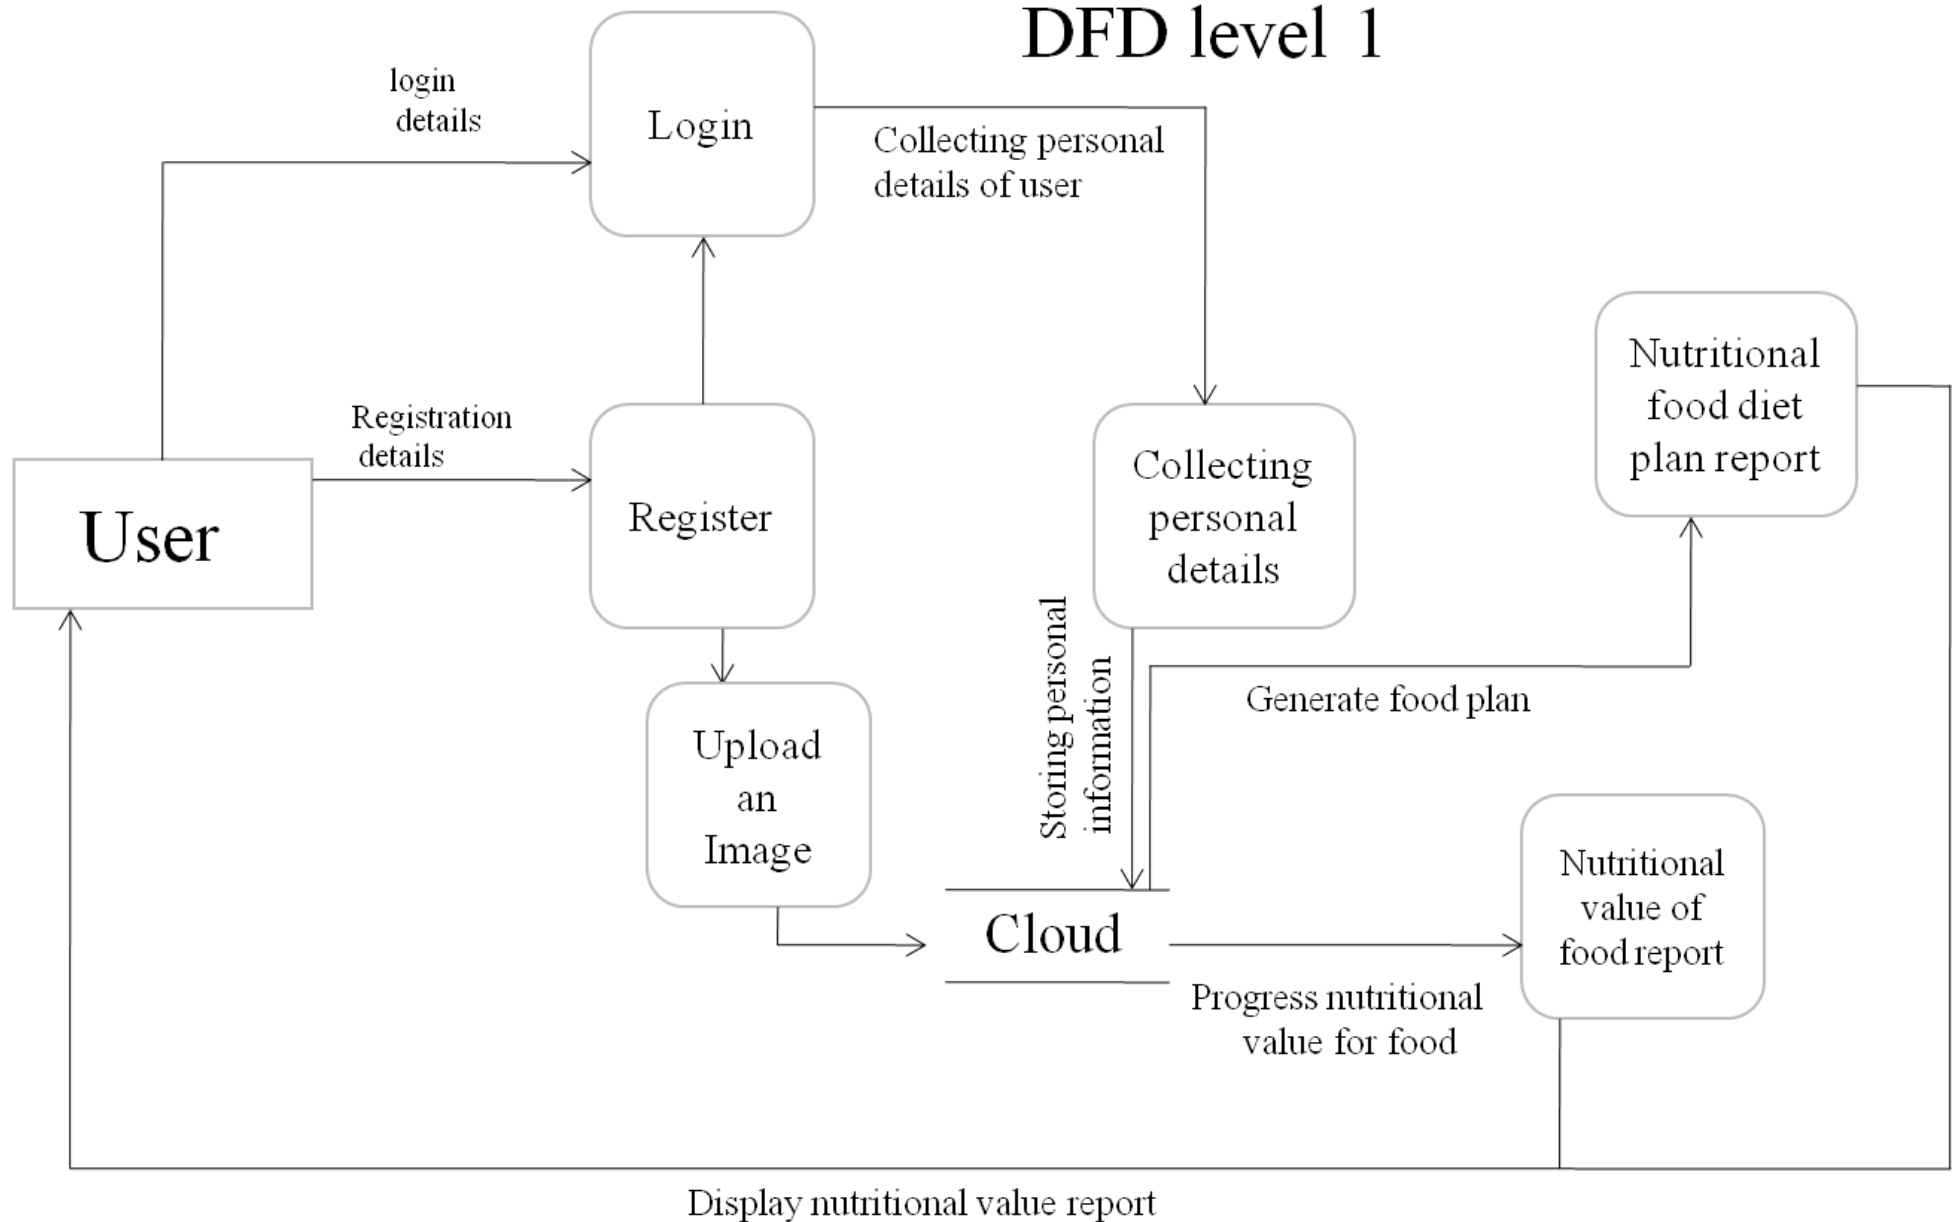 DFD level 1
login
details
Login
Collecting personal
details of user
Registration
details
User
Register
Collecting
personal
details
Nutritional
food diet
plan report
Storing personal
information
Generate food plan
Upload
an
Image
Cloud
Nutritional
value of
food report
Progress nutritional
value for food
Display nutritional value report